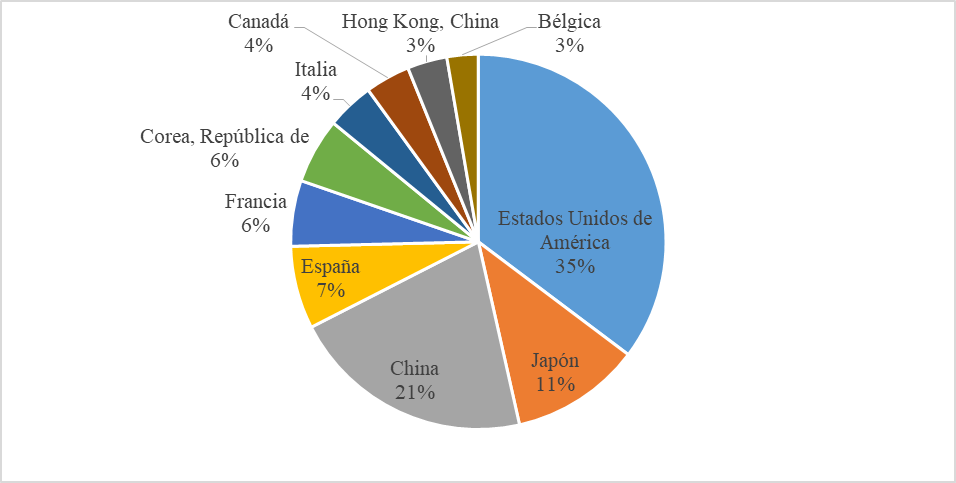 Canadá
4%
Hong Kong, China
3%
Bélgica
3%
Italia
4%
Corea, República de
6%
Francia
6%
España
7%
Estados Unidos de
América
35%
China
21%
Japón
11%